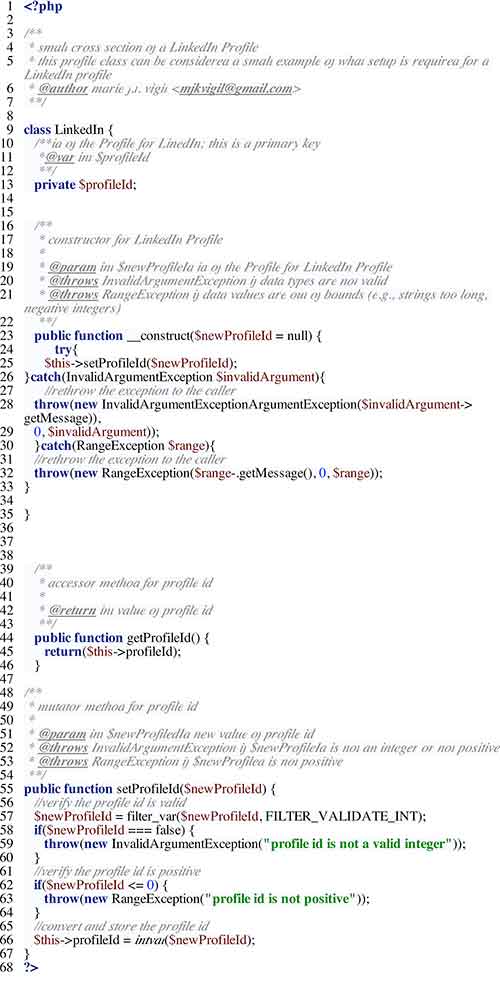 1 <?php
2
3 /**
4 * small cross section of a LinkedIn Profile
5 * this profile class can be considered a small example of what setup is required for a
LinkedIn profile
6 * @author marie vigil <mjkvigil@gmail.com>
7 **/
8
9 class LinkedIn {
10 /**id of the Profile for LinedIn; this is a primary key
11 *@var int $profileId
12 **/
13 private $profileId;
14
15
16 /**
17 * constructor for LinkedIn Profile
18 *
19 * @param int $newProfileId id of the Profile for LinkedIn Profile
20 * @throws InvalidArgumentException if data types are not valid
21 * @throws RangeException if data values are out of bounds (e.g., strings too long,
negative integers)
22 **/
23 public function __construct($newProfileId = null) {
24 try{
25 $this->setProfileId($newProfileId);
26 }catch(InvalidArgumentException $invalidArgument){
27 //rethrow the exception to the caller
28 throw(new InvalidArgumentExceptionArgumentException($invalidArgument->
getMessage)),
29 0, $invalidArgument));
30 }catch(RangeException $range){
31 //rethrow the exception to the caller
32 throw(new RangeException($range-.getMessage(), 0, $range));
33 }
34
35 }
36
37
38
39 /**
40 * accessor method for profile id
41 *
42 * @return int value of profile id
43 **/
44 public function getProfileId() {
45 return($this->profileId);
46 }
47
48 /**
49 * mutator method for profile id
50 *
51 * @param int $newProfiledId new value of profile id
52 * @throws InvalidArgumentException if $newProfileId is not an integer or not positive
53 * @throws RangeException if $newProfiled is not positive
54 **/
55 public function setProfileId($newProfileId) {
56 //verify the profile id is valid
57 $newProfileId = filter_var($newProfileId, FILTER_VALIDATE_INT);
58 if($newProfileId === false) {
59 throw(new InvalidArgumentException("profile id is not a valid integer"));
60 }
61 //verify the profile id is positive
62 if($newProfileId <= 0) {
63 throw(new RangeException("profile id is not positive"));
64 }
65 //convert and store the profile id
66 $this->profileId = intval($newProfileId);
67 }
68 ?>